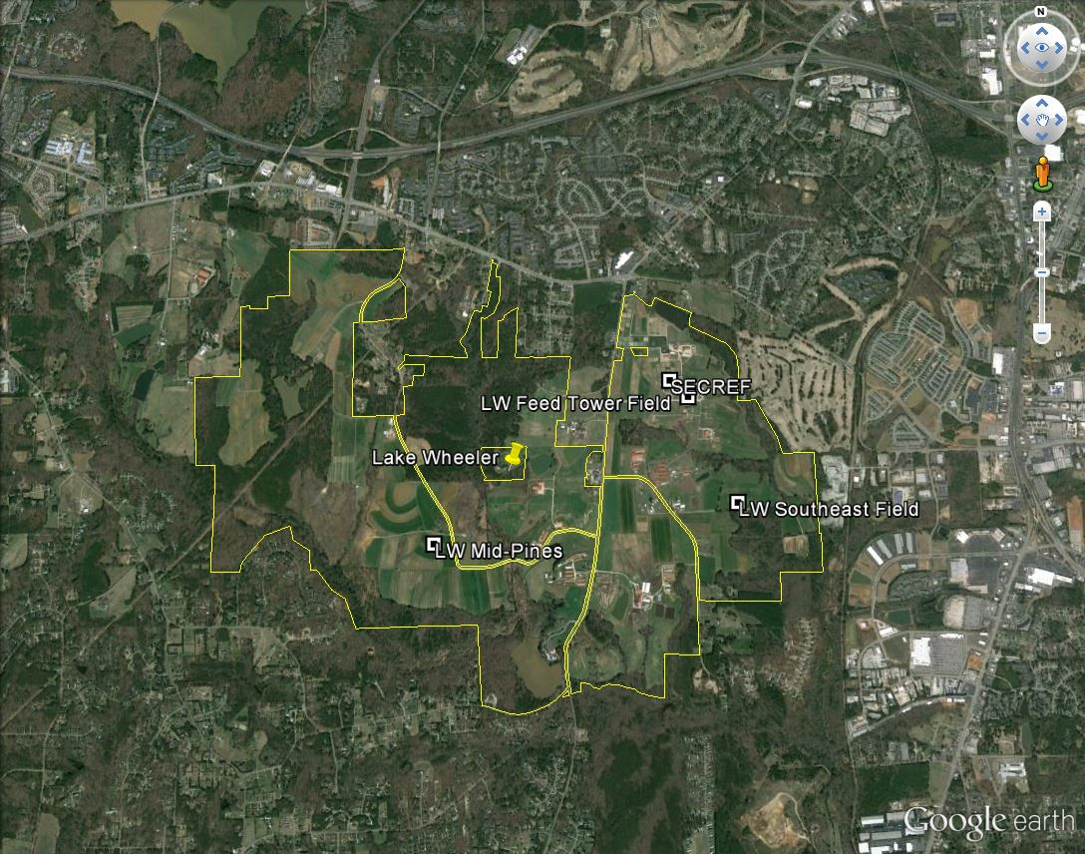 N
SECREF
LW Feed Tower Field
Lake Wheeler
LW Southeast Field
LW Mid-Pines
Google earth